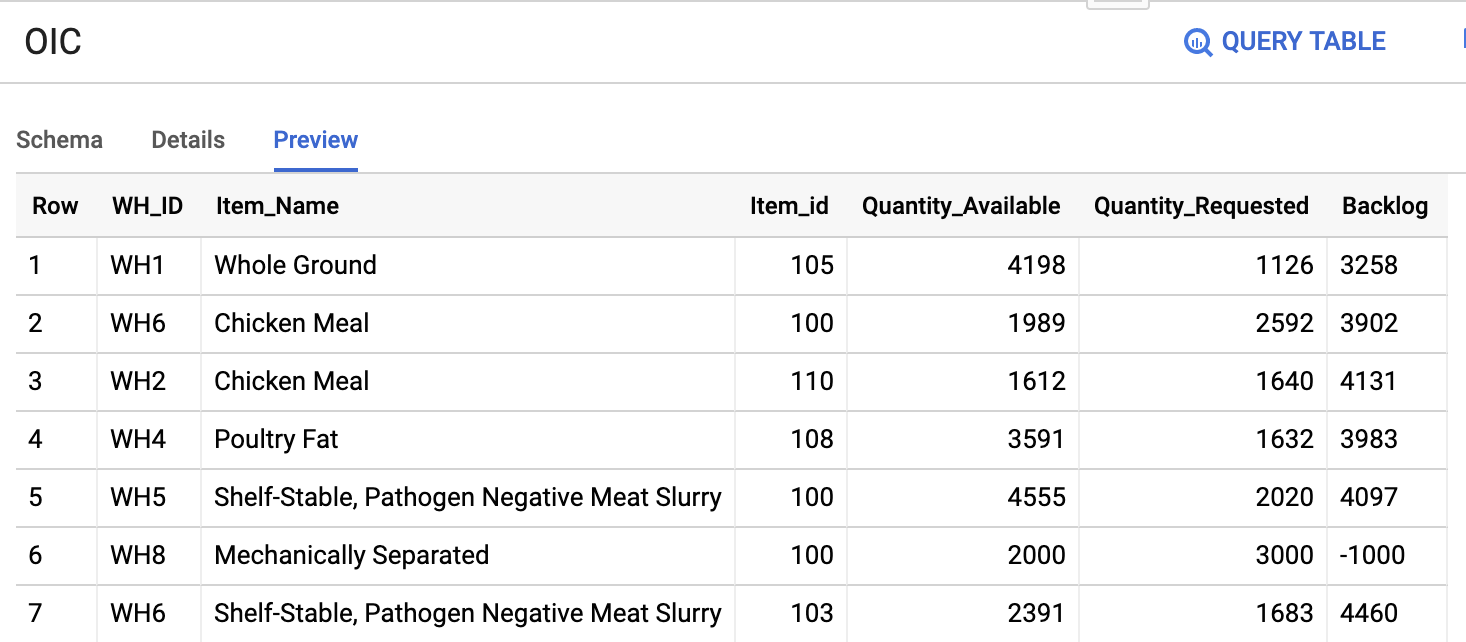 OIC QUERY TABLE
Schema Details Preview
Row WH_ID Item_Name Item_id Quantity_Available Quantity_Requested Backlog
1 WH1 Whole Ground 105 4198 1126 3258
2 WH6 Chicken Meal 100 1989 2592 3902
3 WH2 Chicken Meal 110 1612 1640 4131
4 WH4 Poultry Fat 108 3591 1632 3983
5 WH5 Shelf-Stable, Pathogen Negative Meat Slurry 100 4555 2020 4097
6 WH8 Mechanically Separated 100 2000 3000 -1000
7 WH6 Shelf-Stable, Pathogen Negative Meat Slurry 103 2391 1683 4460